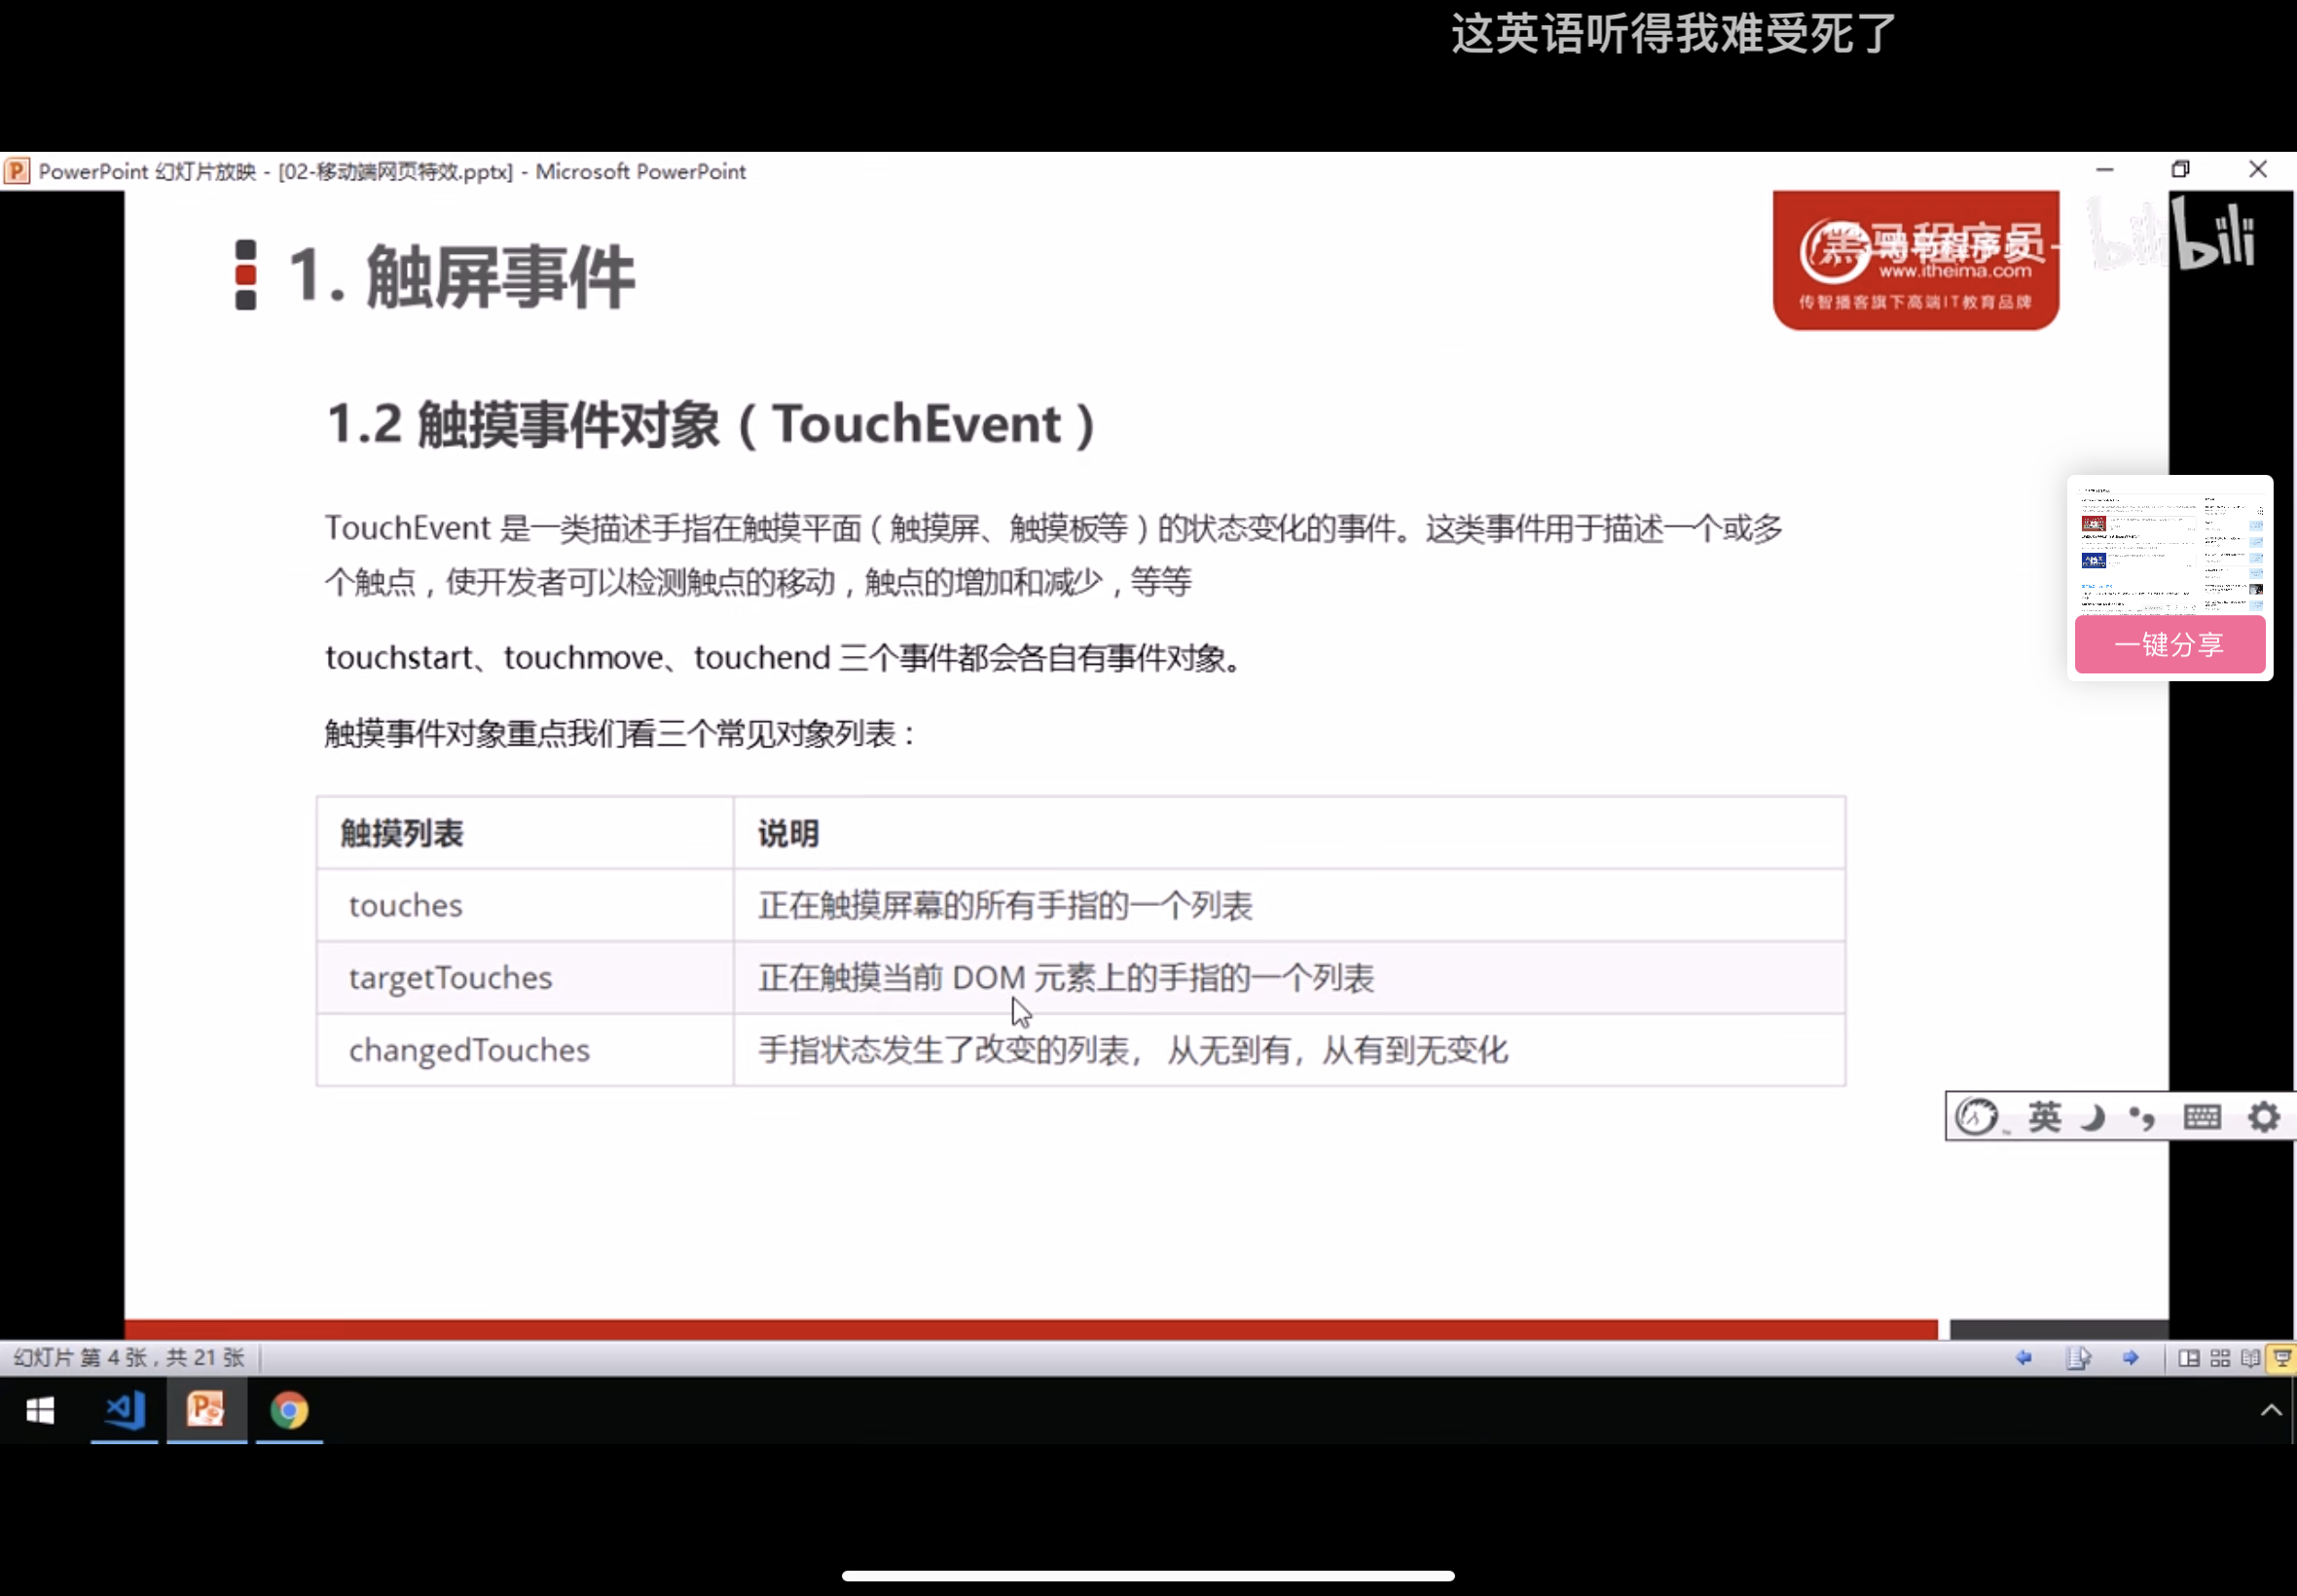 这英语听得我难受死了
PowerPoint 幻灯片放映 - [02-移动端网页特效.pptx] - Microsoft PowerPoint
1. 触屏事件
黑马程序员
www.itheima.com
传智播客旗下高端IT教育品牌
bilibili
1.2 触摸事件对象（TouchEvent）
TouchEvent 是一类描述手指在触摸平面（触摸屏、触摸板等）的状态变化的事件。这类事件用于描述一个或多
个触点，使开发者可以检测触点的移动，触点的增加和减少，等等
touchstart、touchmove、touchend 三个事件都会各自有事件对象。
触摸事件对象重点我们看三个常见对象列表：
一键分享
触摸列表 说明
touches 正在触摸屏幕的所有手指的一个列表
targetTouches 正在触摸当前 DOM 元素上的手指的一个列表
changedTouches 手指状态发生了改变的列表，从无到有，从有到无变化
英
幻灯片 第 4 张，共 21 张